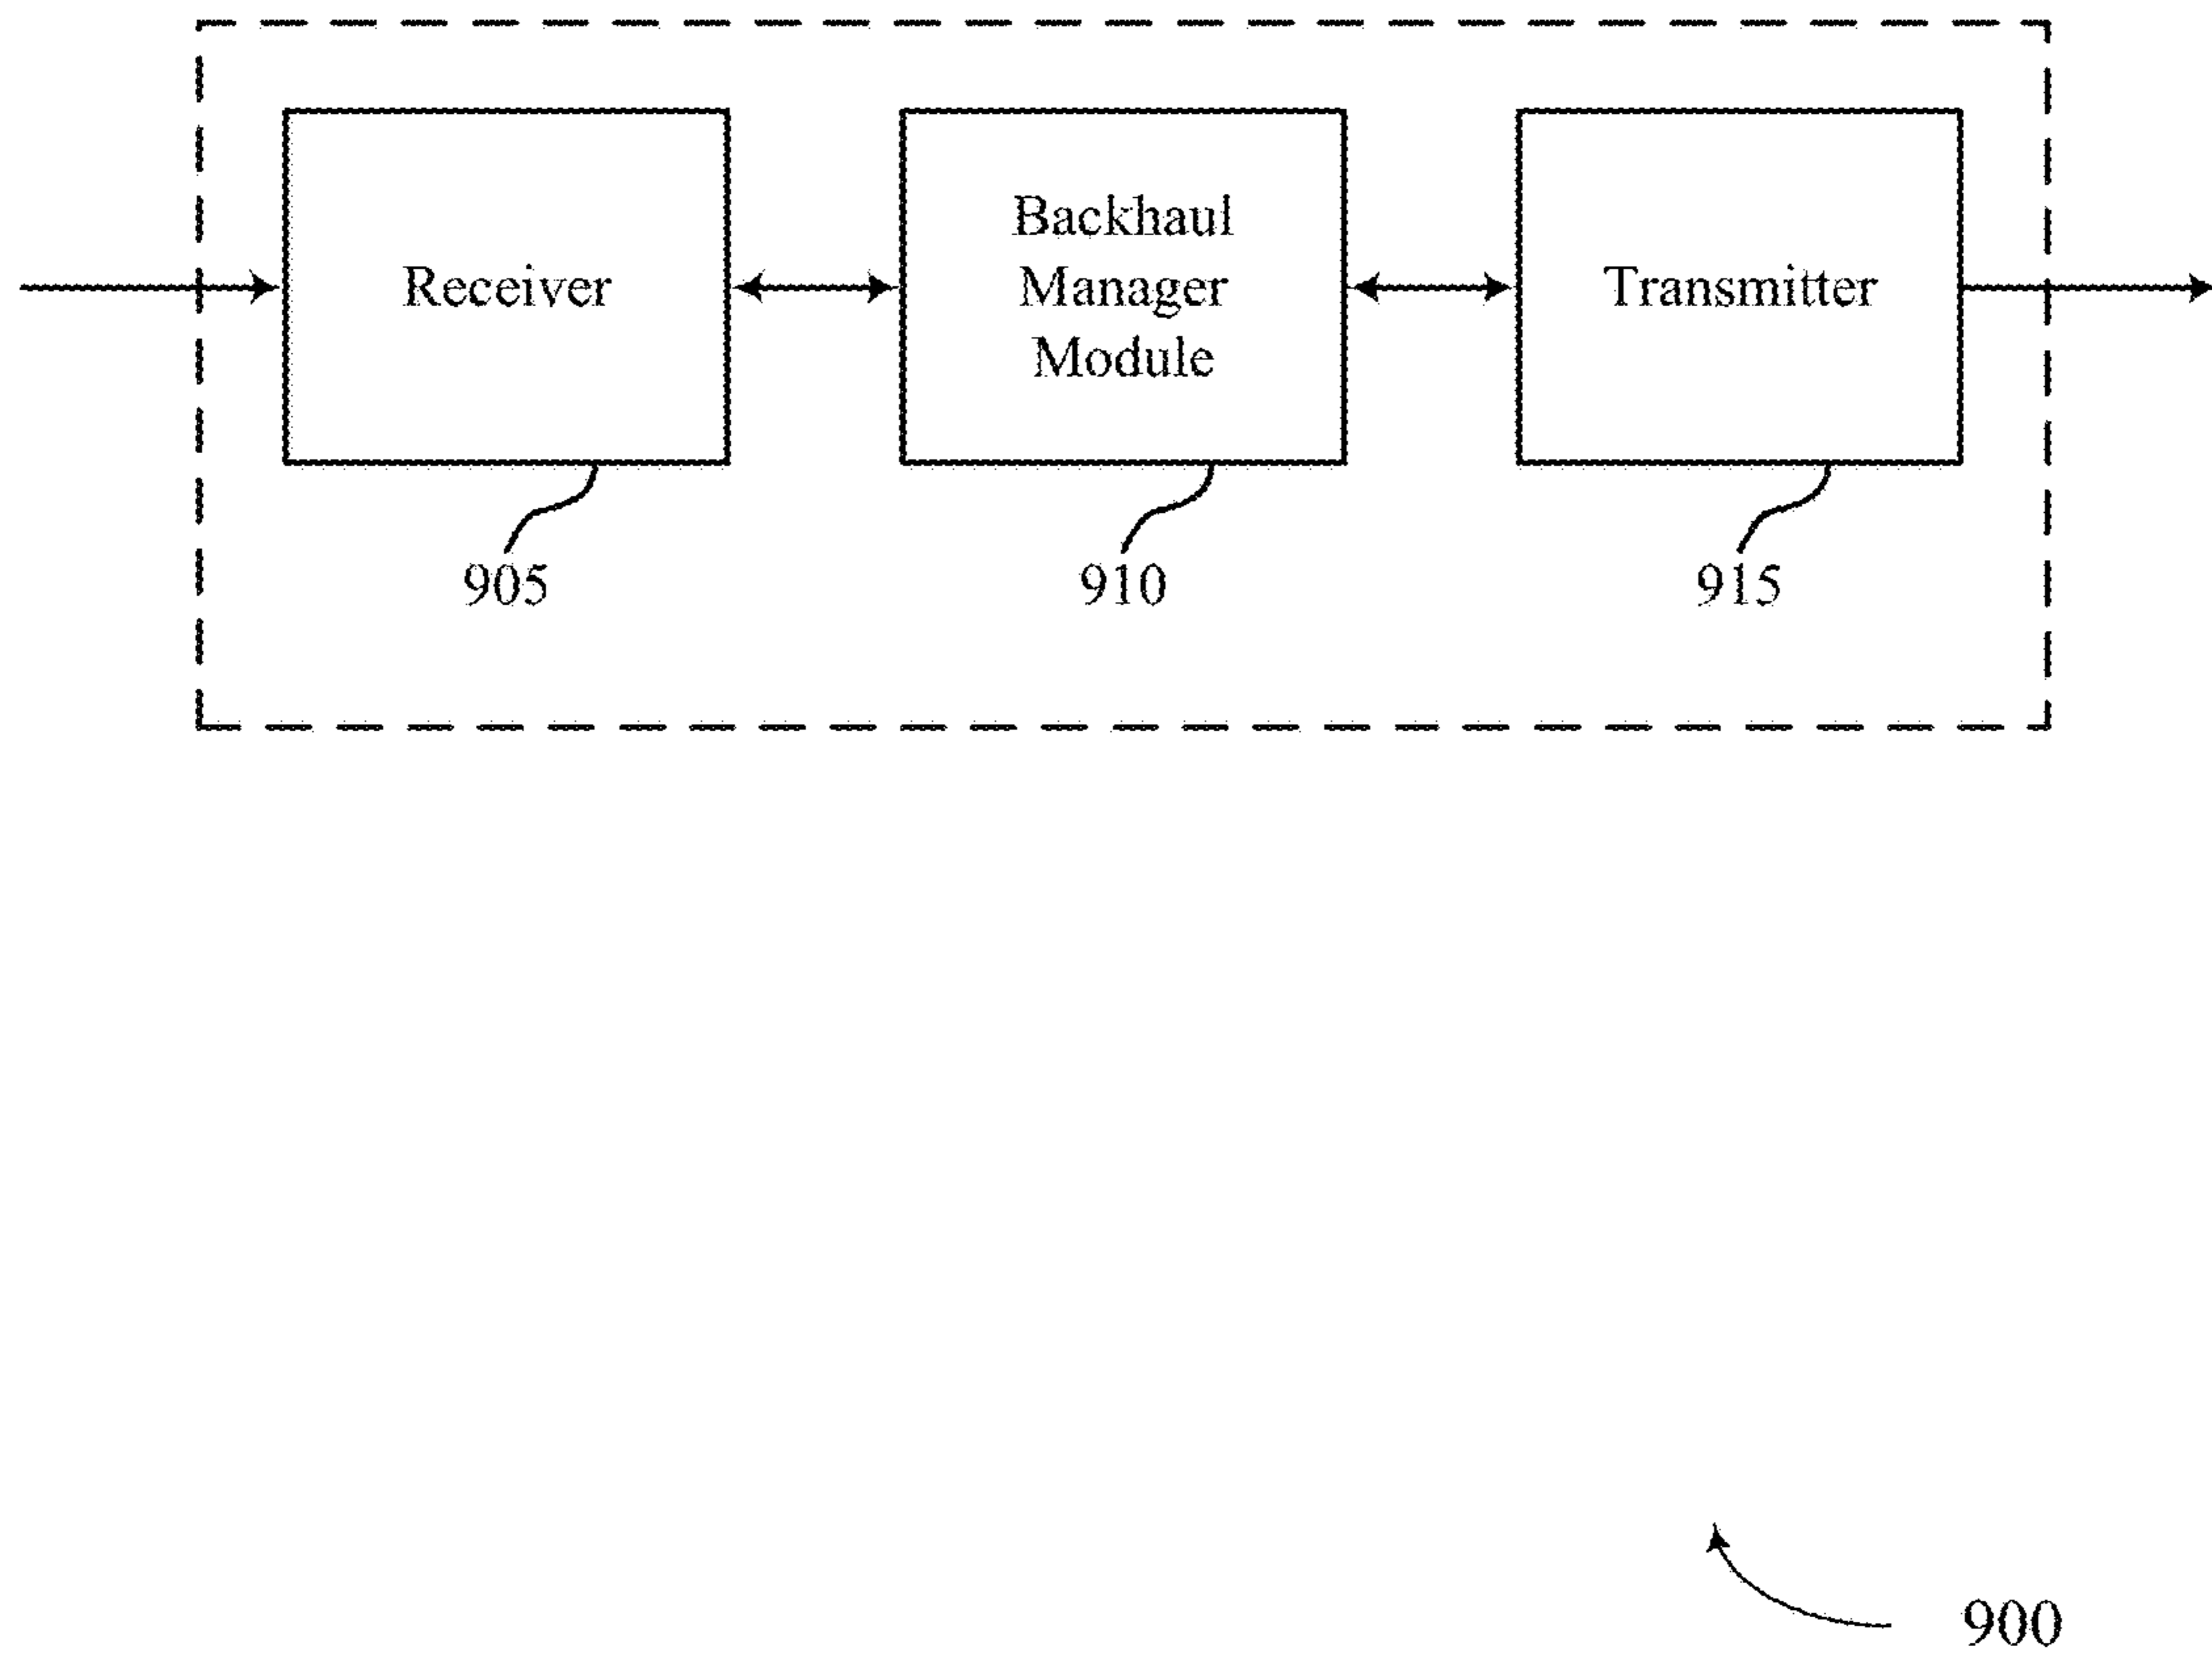 Receiver
Backhaul
Manager
Module
Transmitter
905
910
915
900